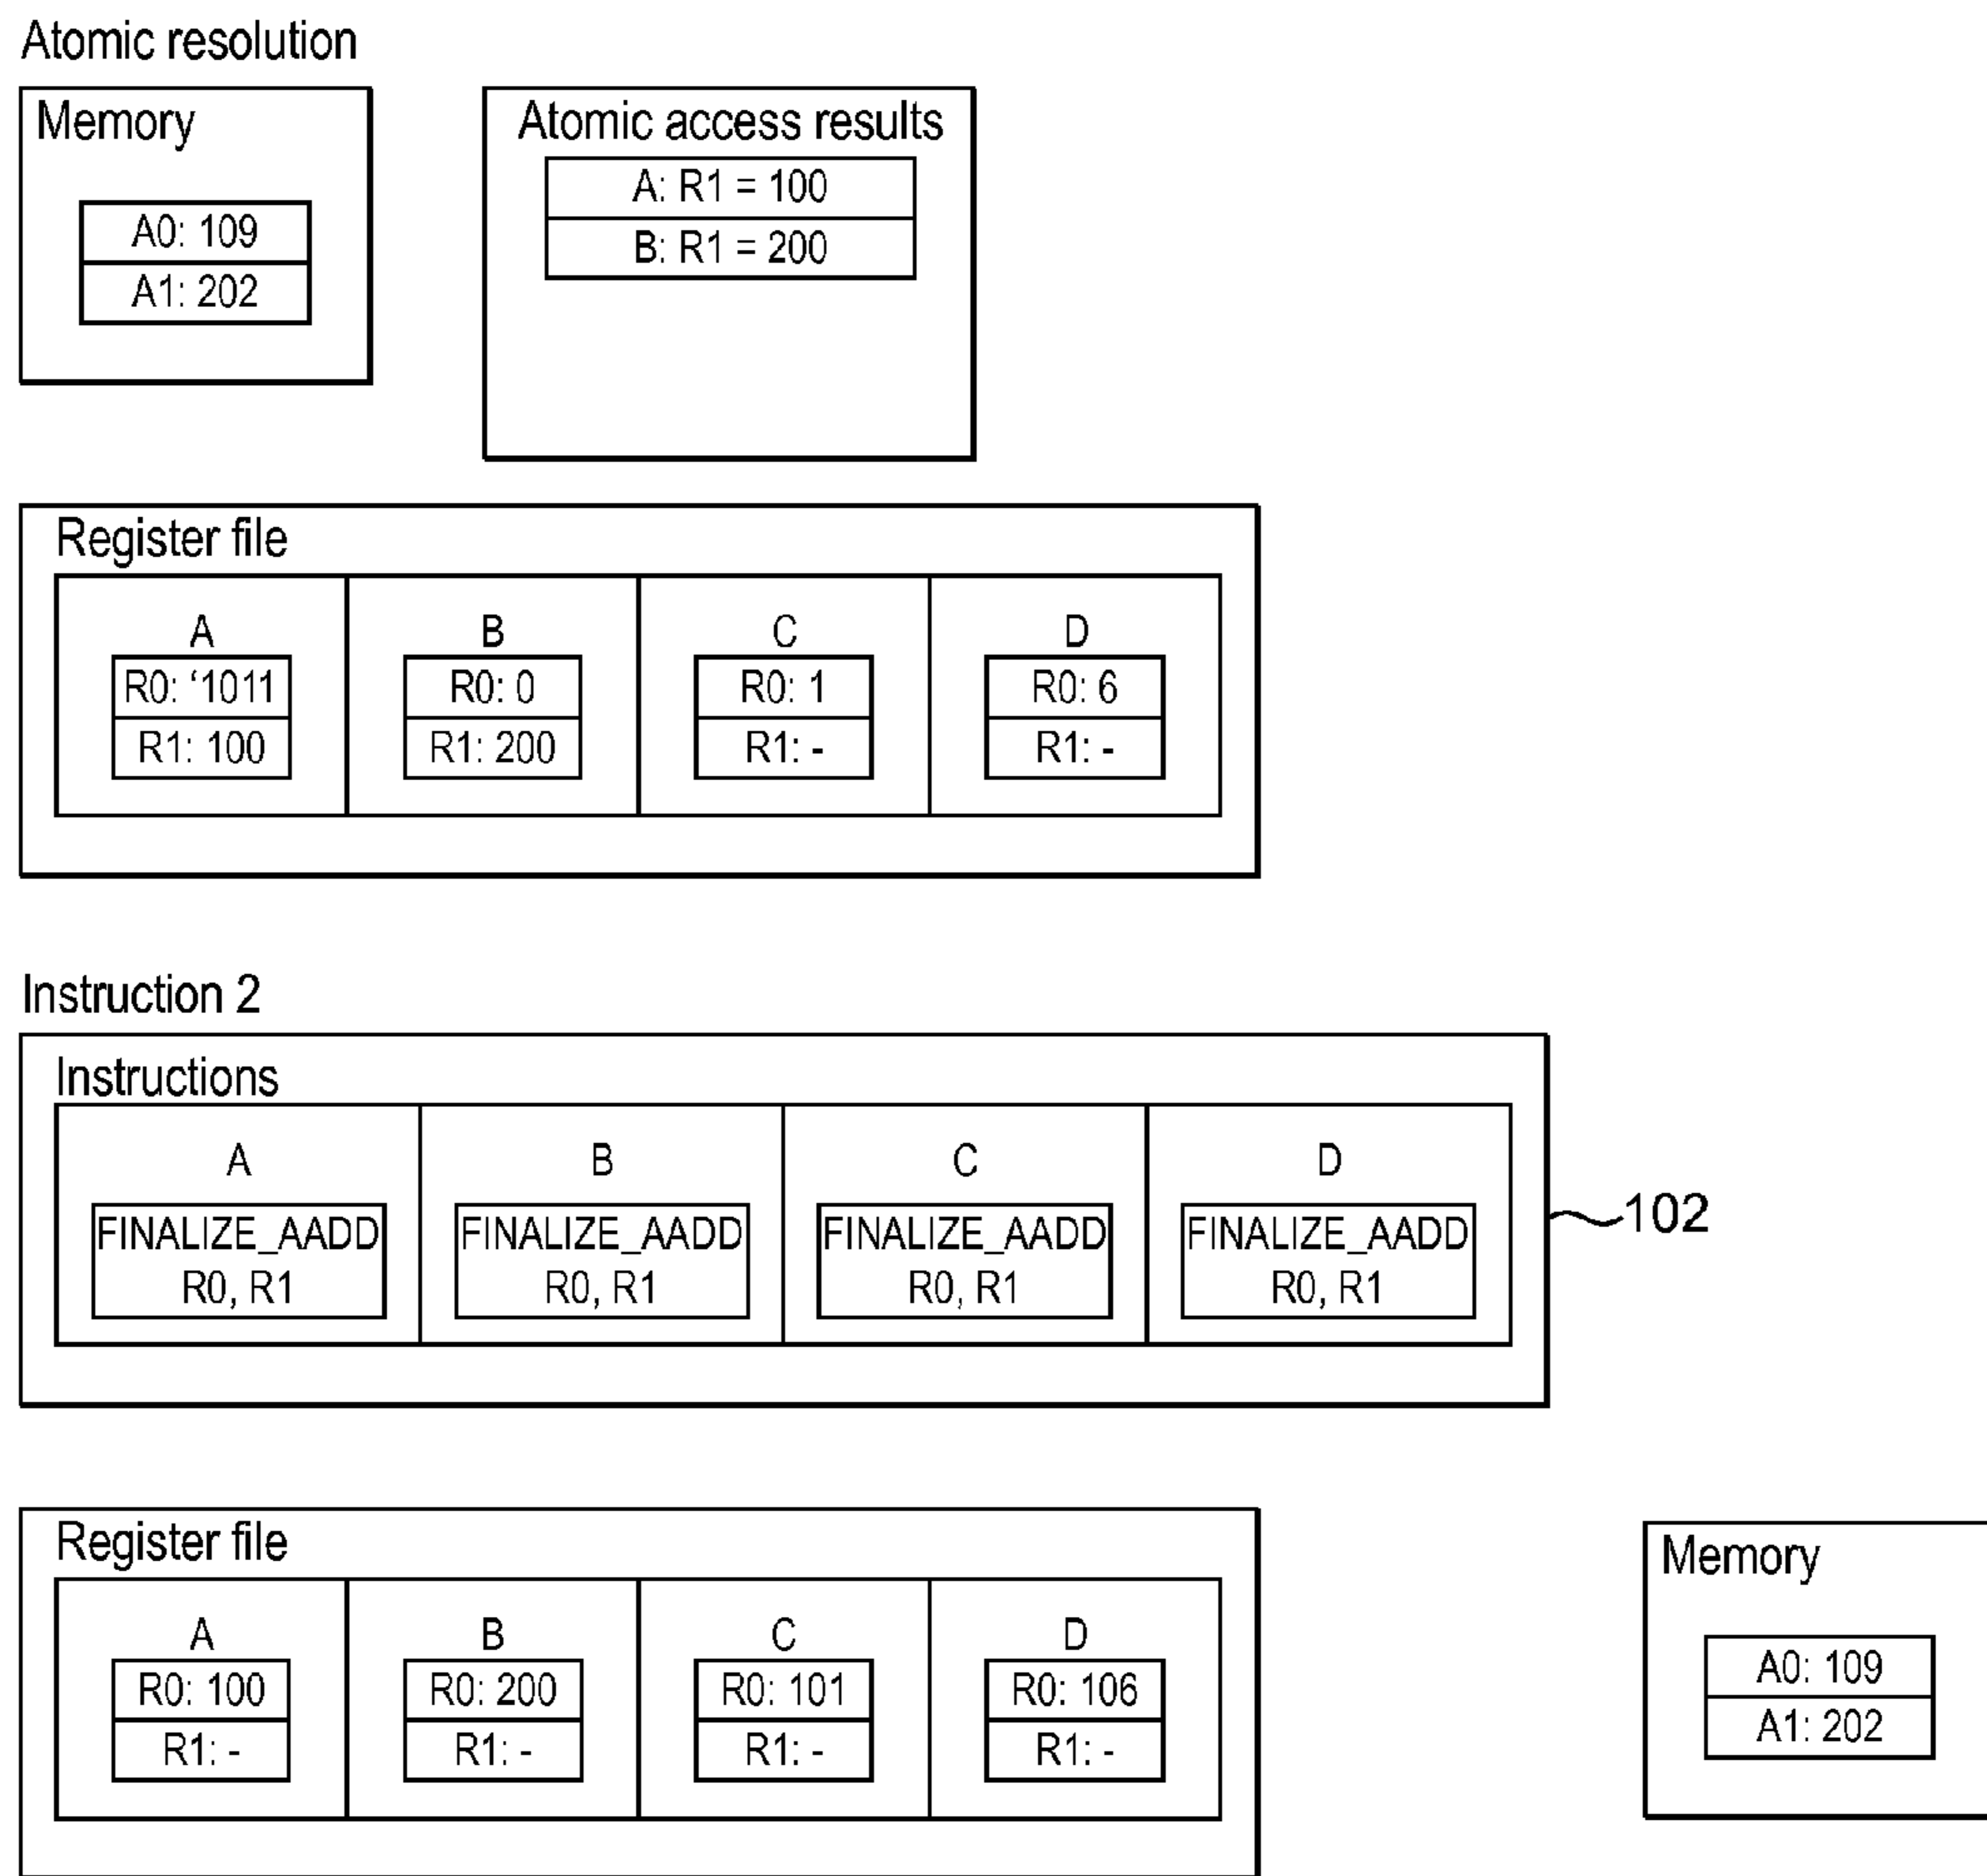 Atomic resolution
Memory
A0: 109
A1: 202
Atomic access results
A: R1 = 100
B: R1 = 200
Register file
A
R0: ‘1011
R1: 100
B
R0: 0
R1: 200
C
R0: 1
R1: -
D
R0: 6
R1: -
Instruction 2
Instructions
A
FINALIZE_AADD
R0, R1
B
FINALIZE_AADD
R0, R1
C
FINALIZE_AADD
R0, R1
D
FINALIZE_AADD
R0, R1
102
Register file
A
R0: 100
R1: -
B
R0: 200
R1: -
C
R0: 101
R1: -
D
R0: 106
R1: -
Memory
A0: 109
A1: 202